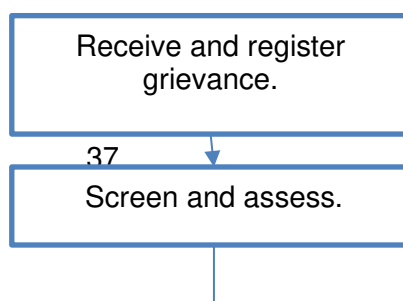 Receive and register
grievance.
37
Screen and assess.